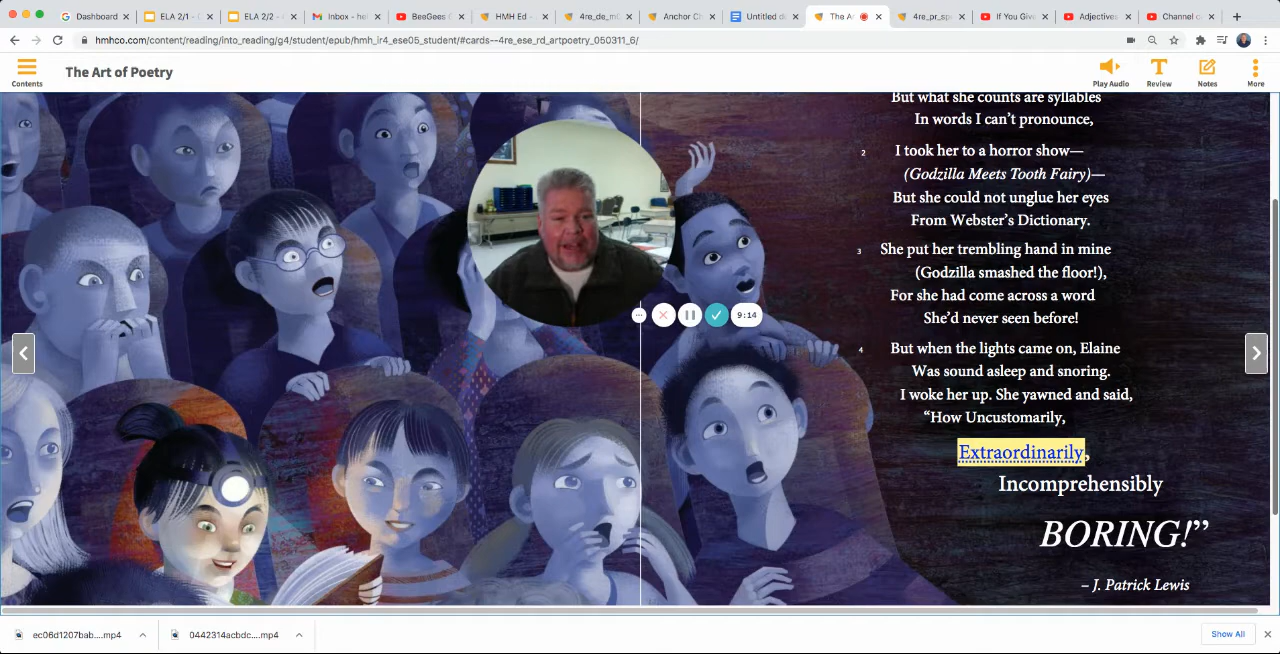 Dashboard
ELA 2/1 -
ELA 2/2 -
Inbox - he
BeeGees
HMH Ed -
4re_de_m
Anchor Ch
Untitled d
The Ar
4re_pr_sp
If You Give
Adjectives
Channel c
hmhco.com/content/reading/into_reading/g4/student/epub/hmh_ir4_ese05_student/#cards--4re_ese_rd_artpoetry_050311_6/
Contents
The Art of Poetry
Play Audio
Review
Notes
More
But what she counts are syllables
In words I can't pronounce,
2 I took her to a horror show—
(Godzilla Meets Tooth Fairy)—
But she could not unglue her eyes
From Webster's Dictionary.
3 She put her trembling hand in mine
(Godzilla smashed the floor!),
For she had come across a word
She'd never seen before!
9:14
4 But when the lights came on, Elaine
Was sound asleep and snoring.
I woke her up. She yawned and said,
“How Uncustomarily,
Extraordinarily,
Incomprehensibly
BORING!”
– J. Patrick Lewis
ec06d1207bab....mp4
0442314acbdc....mp4
Show All